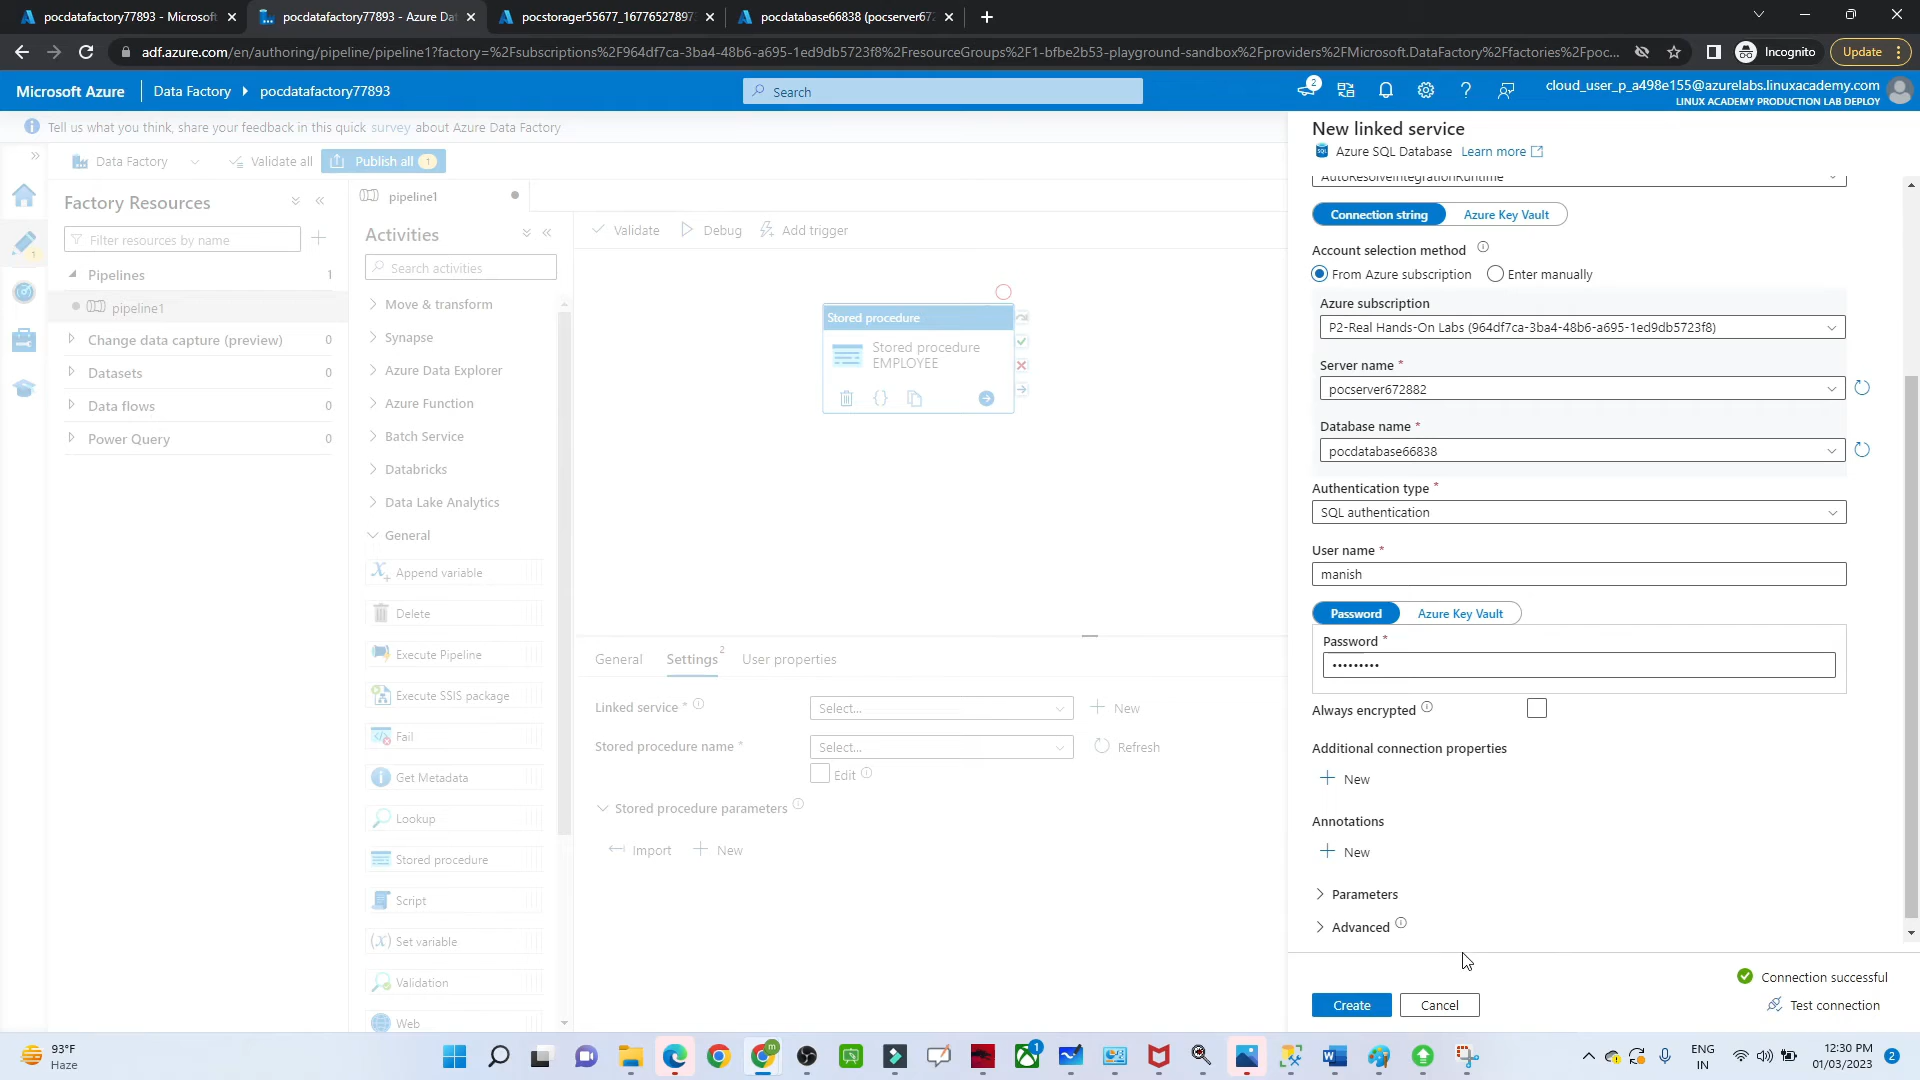 pocdatafactory77893 - Microsoft
pocdatafactory77893 - Azure Dat
pocstorager55677_16776527897
pocdatabase66838 (pocserver672
adf.azure.com/en/authoring/pipeline/pipeline1?factory=%2Fsubscriptions%2F964df7ca-3ba4-48b6-a695-1ed9db5723f8%2FresourceGroups%2F1-bfbe2b53-playground-sandbox%2Fproviders%2FMicrosoft.DataFactory%2Ffactories%2Fpoc...
Incognito
Update
Microsoft Azure
Data Factory
pocdatafactory77893
Search
2
cloud_user_p_a498e155@azurelabs.linuxacademy.com
LINUX ACADEMY PRODUCTION LAB DEPLOY
Tell us what you think, share your feedback in this quick survey about Azure Data Factory
Data Factory
Validate all
Publish all 1
Factory Resources
Filter resources by name
Pipelines 1
pipeline1
Change data capture (preview) 0
Datasets 0
Data flows 0
Power Query 0
1
pipeline1
Activities
Search activities
Move & transform
Synapse
Azure Data Explorer
Azure Function
Batch Service
Databricks
Data Lake Analytics
General
Append variable
Delete
Execute Pipeline
Execute SSIS package
Fail
Get Metadata
Lookup
Stored procedure
Script
Set variable
Validation
Web
Validate
Debug
Add trigger
Stored procedure
Stored procedure
EMPLOYEE
General
Settings 2
User properties
Linked service *
Select...
New
Stored procedure name *
Select...
Refresh
Edit
Stored procedure parameters
Import
New
New linked service
Azure SQL Database Learn more
AutoResolveIntegrationRuntime
Connection string
Azure Key Vault
Account selection method
From Azure subscription
Enter manually
Azure subscription
P2-Real Hands-On Labs (964df7ca-3ba4-48b6-a695-1ed9db5723f8)
Server name *
pocserver672882
Database name *
pocdatabase66838
Authentication type *
SQL authentication
User name *
manish
Password
Azure Key Vault
Password *
•••••••••
Always encrypted
Additional connection properties
New
Annotations
New
Parameters
Advanced
Connection successful
Create
Cancel
Test connection
93°F
Haze
1
ENG
IN
12:30 PM
01/03/2023
2